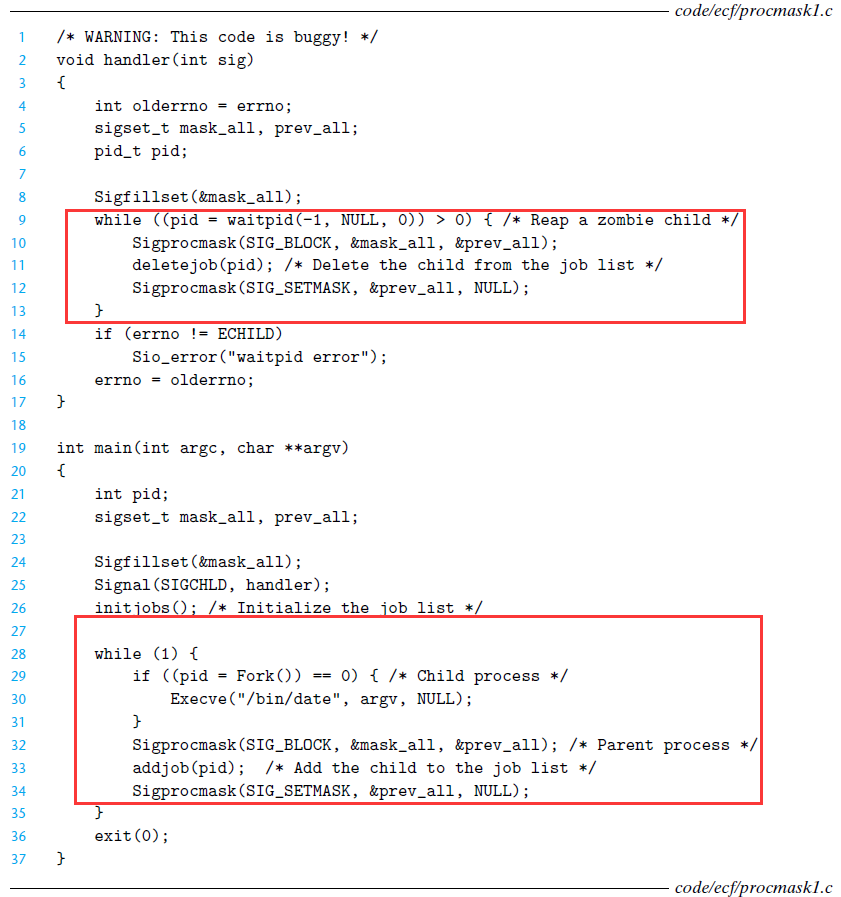 code/ecf/procmask1.c
1 /* WARNING: This code is buggy! */
2 void handler(int sig)
3 {
4     int olderrno = errno;
5     sigset_t mask_all, prev_all;
6     pid_t pid;
7
8     Sigfillset(&mask_all);
9     while ((pid = waitpid(-1, NULL, 0)) > 0) { /* Reap a zombie child */
10         Sigprocmask(SIG_BLOCK, &mask_all, &prev_all);
11         deletejob(pid); /* Delete the child from the job list */
12         Sigprocmask(SIG_SETMASK, &prev_all, NULL);
13     }
14     if (errno != ECHILD)
15         Sio_error("waitpid error");
16     errno = olderrno;
17 }
18
19 int main(int argc, char **argv)
20 {
21     int pid;
22     sigset_t mask_all, prev_all;
23
24     Sigfillset(&mask_all);
25     Signal(SIGCHLD, handler);
26     initjobs(); /* Initialize the job list */
27
28     while (1) {
29         if ((pid = Fork()) == 0) { /* Child process */
30             Execve("/bin/date", argv, NULL);
31         }
32         Sigprocmask(SIG_BLOCK, &mask_all, &prev_all); /* Parent process */
33         addjob(pid);  /* Add the child to the job list */
34         Sigprocmask(SIG_SETMASK, &prev_all, NULL);
35     }
36     exit(0);
37 }
code/ecf/procmask1.c